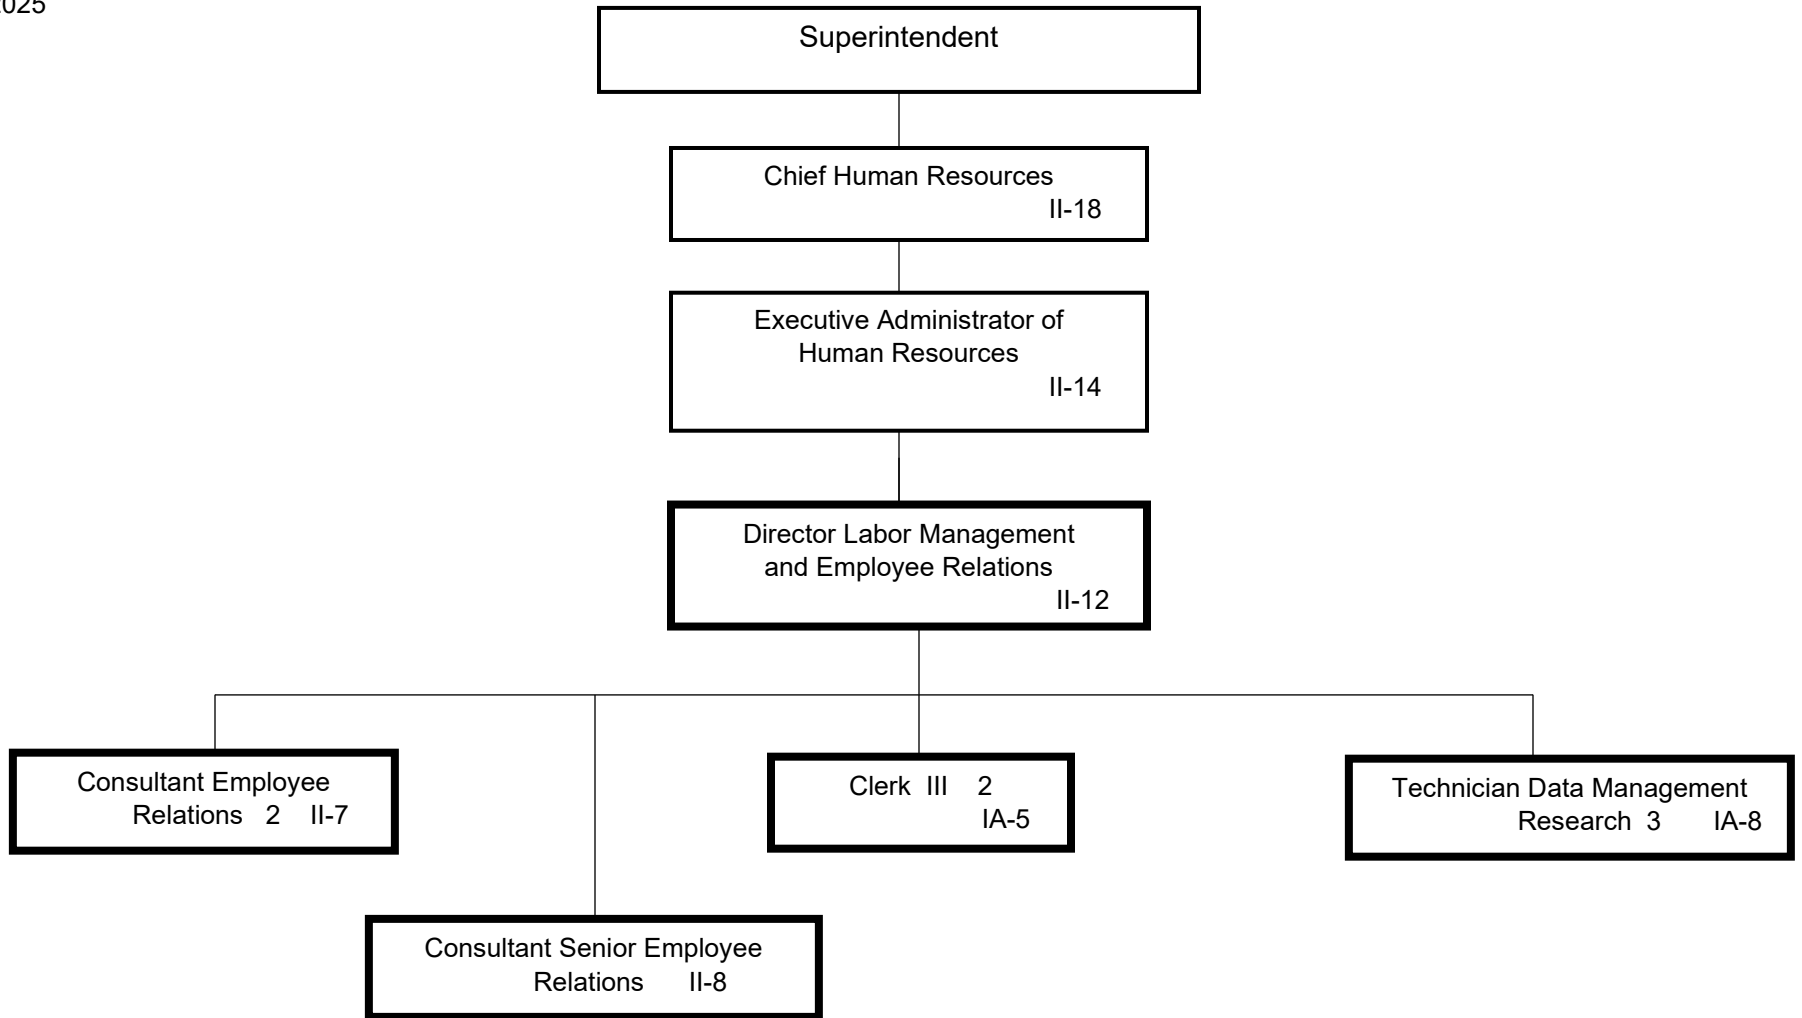 2025
Superintendent
Chief Human Resources
II-18
Executive Administrator of
Human Resources
II-14
Director Labor Management
and Employee Relations
II-12
Consultant Employee
Relations 2 II-7
Clerk III 2
IA-5
Technician Data Management
Research 3 IA-8
Consultant Senior Employee
Relations II-8